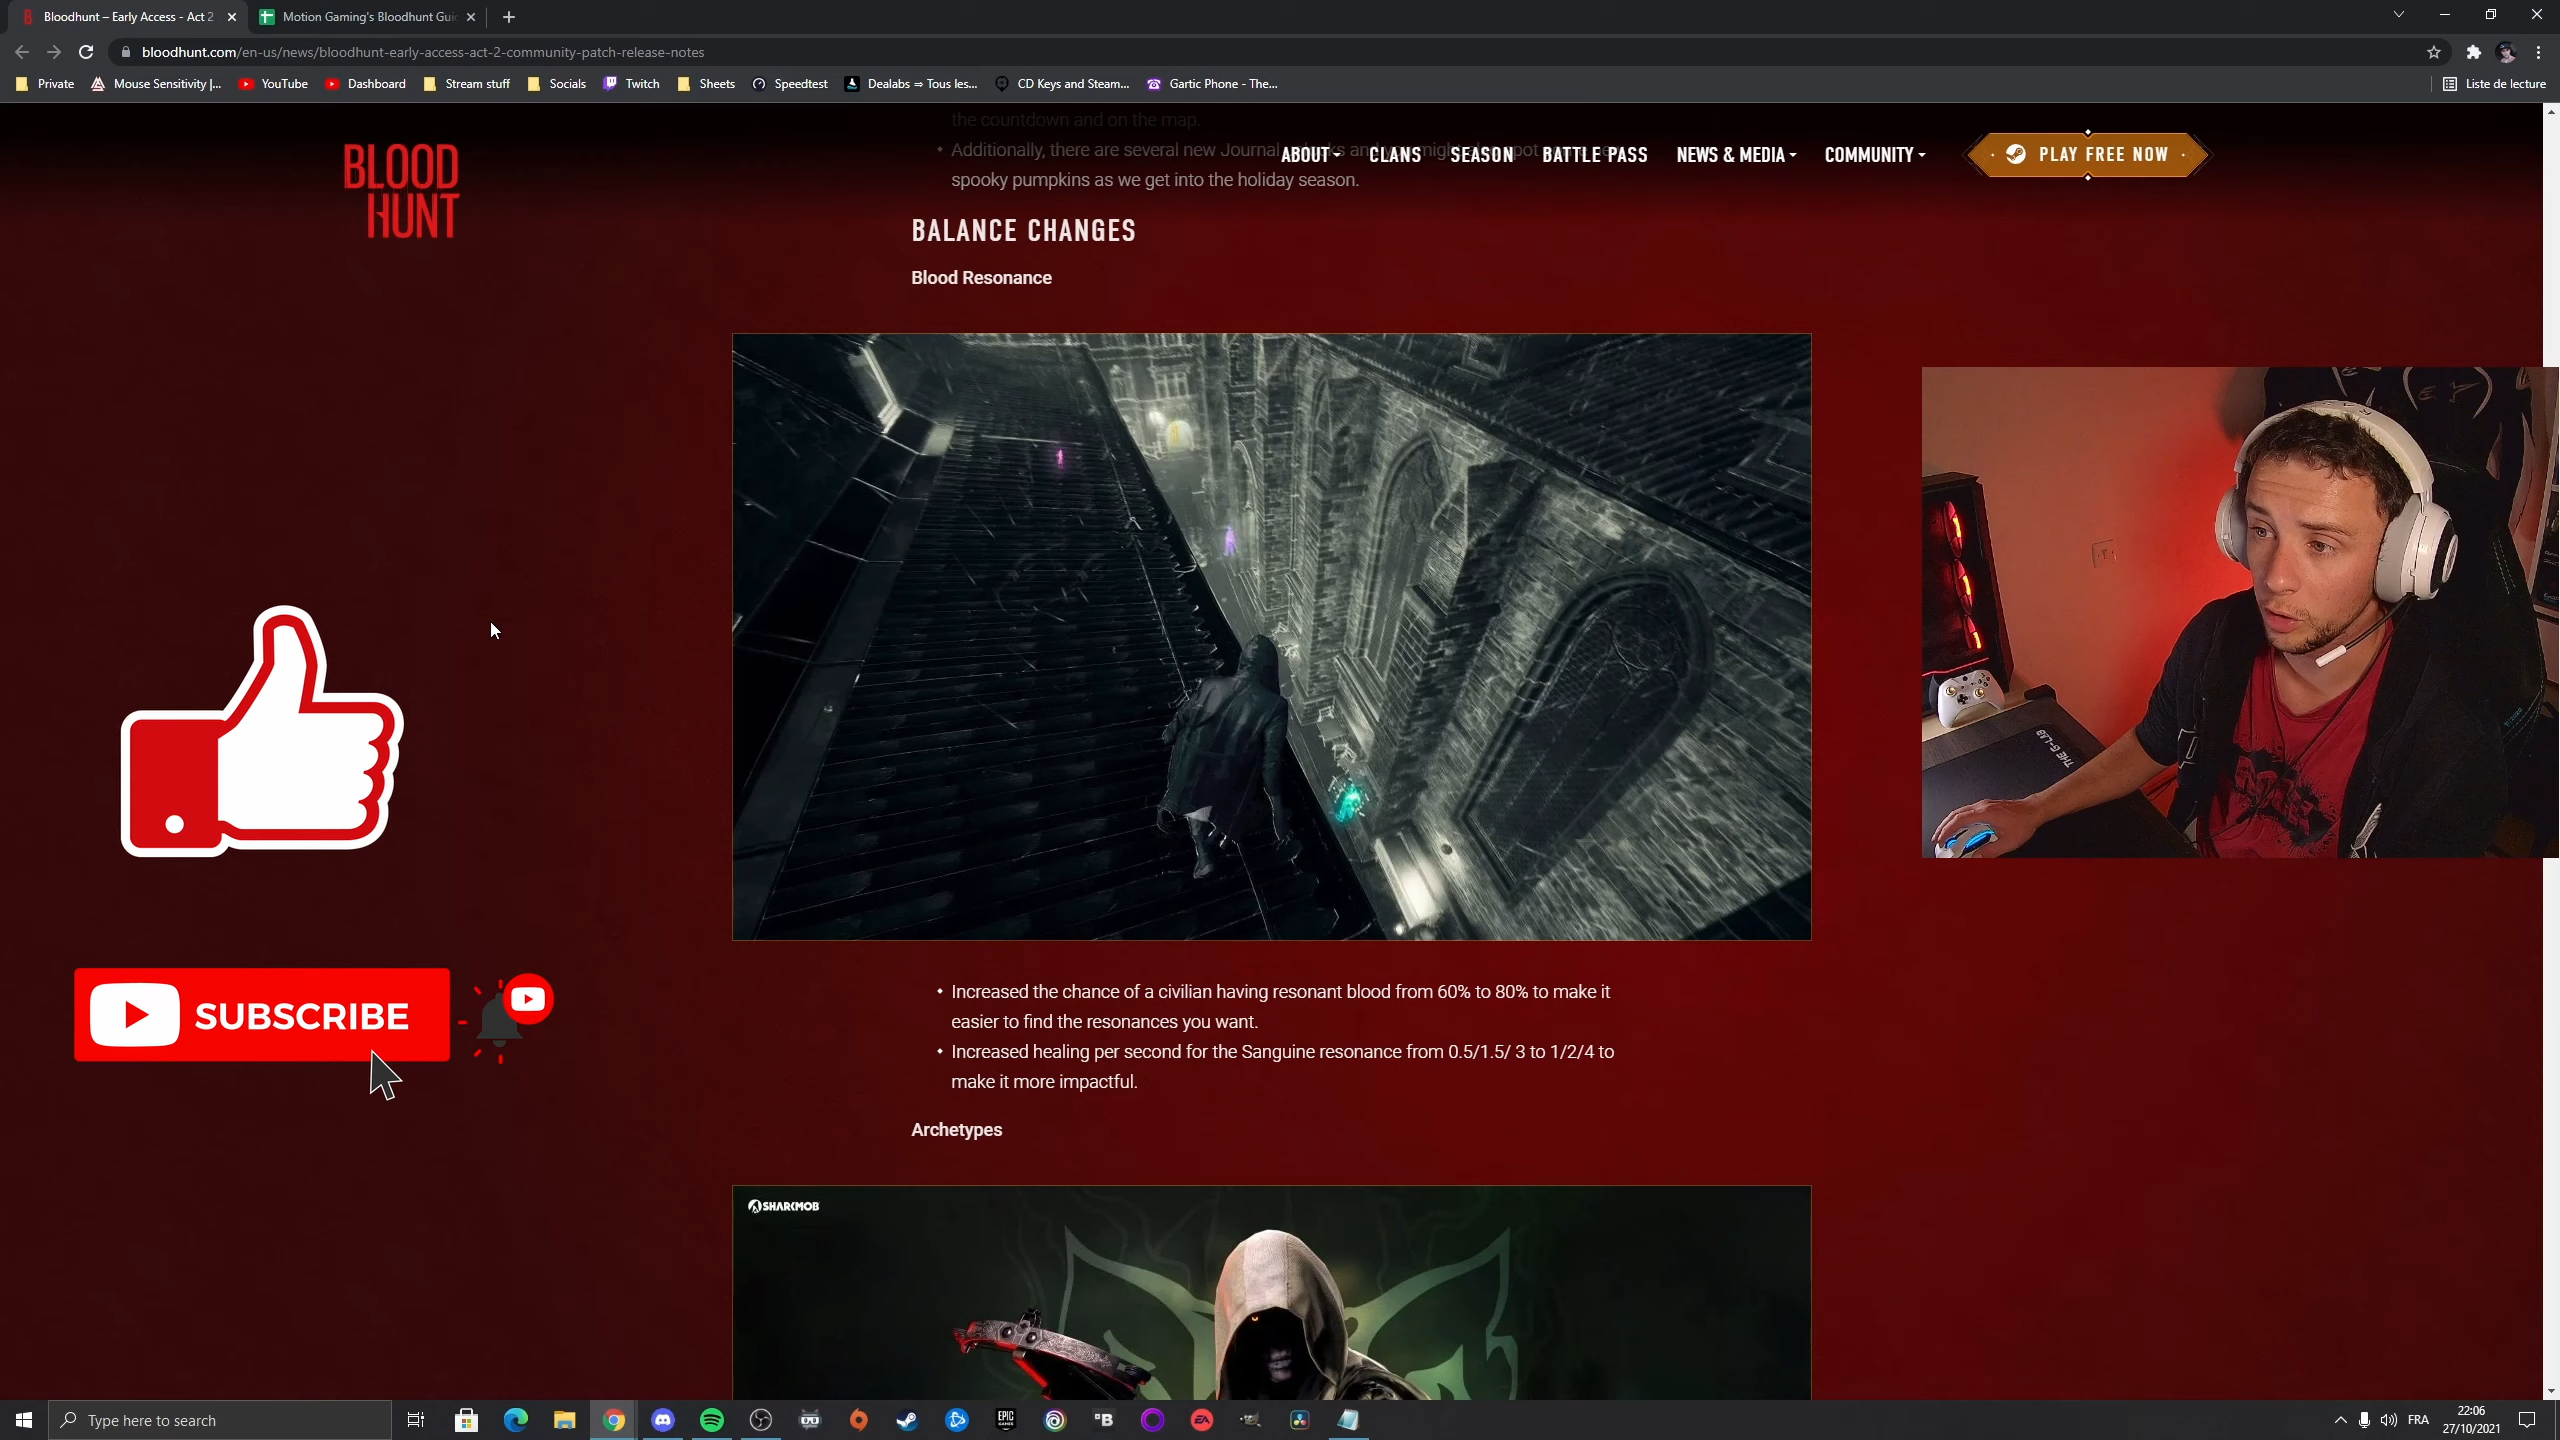 Bloodhunt – Early Access - Act 2
Motion Gaming's Bloodhunt Gui
bloodhunt.com/en-us/news/bloodhunt-early-access-act-2-community-patch-release-notes
Private
Mouse Sensitivity |...
YouTube
Dashboard
Stream stuff
Socials
Twitch
Sheets
Speedtest
Dealabs ⇒ Tous les...
CD Keys and Steam...
Gartic Phone - The...
Liste de lecture
BLOOD
HUNT
ABOUT
CLANS
SEASON
BATTLE PASS
NEWS & MEDIA
COMMUNITY
PLAY FREE NOW
the countdown and on the map.
• Additionally, there are several new Journal
spooky pumpkins as we get into the holiday season.
BALANCE CHANGES
Blood Resonance
THE G-LAB
SUBSCRIBE
• Increased the chance of a civilian having resonant blood from 60% to 80% to make it
easier to find the resonances you want.
• Increased healing per second for the Sanguine resonance from 0.5/1.5/ 3 to 1/2/4 to
make it more impactful.
Archetypes
SHARKMOB
Type here to search
EPIC
GAMES
B
EA
FRA
22:06
27/10/2021